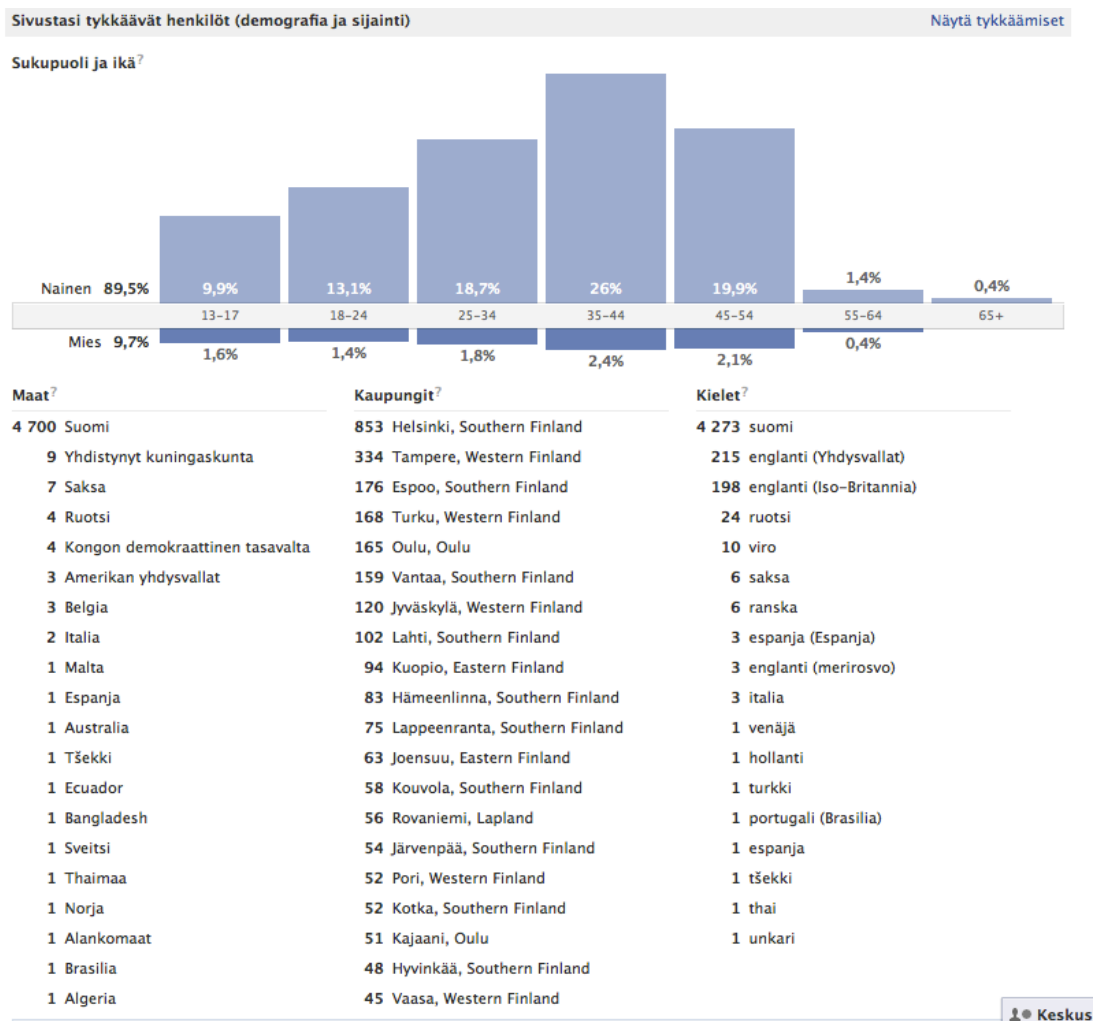 Sivustasi tykkäävät henkilöt (demografia ja sijainti) Näytä tykkäämiset
Sukupuoli ja ikä?
Nainen 89,5% 9,9% 13,1% 18,7% 26% 19,9% 1,4% 0,4%
13-17 18-24 25-34 35-44 45-54 55-64 65+
Mies 9,7% 1,6% 1,4% 1,8% 2,4% 2,1% 0,4%
Maat?
4 700 Suomi
9 Yhdistynyt kuningaskunta
7 Saksa
4 Ruotsi
4 Kongon demokraattinen tasavalta
3 Amerikan yhdysvallat
3 Belgia
2 Italia
1 Malta
1 Espanja
1 Australia
1 Tšekki
1 Ecuador
1 Bangladesh
1 Sveitsi
1 Thaimaa
1 Norja
1 Alankomaat
1 Brasilia
1 Algeria
Kaupungit?
853 Helsinki, Southern Finland
334 Tampere, Western Finland
176 Espoo, Southern Finland
168 Turku, Western Finland
165 Oulu, Oulu
159 Vantaa, Southern Finland
120 Jyväskylä, Western Finland
102 Lahti, Southern Finland
94 Kuopio, Eastern Finland
83 Hämeenlinna, Southern Finland
75 Lappeenranta, Southern Finland
63 Joensuu, Eastern Finland
58 Kouvola, Southern Finland
56 Rovaniemi, Lapland
54 Järvenpää, Southern Finland
52 Pori, Western Finland
52 Kotka, Southern Finland
51 Kajaani, Oulu
48 Hyvinkää, Southern Finland
45 Vaasa, Western Finland
Kielet?
4 273 suomi
215 englanti (Yhdysvallat)
198 englanti (Iso-Britannia)
24 ruotsi
10 viro
6 saksa
6 ranska
3 espanja (Espanja)
3 englanti (merirosvo)
3 italia
1 venäjä
1 hollanti
1 turkki
1 portugali (Brasilia)
1 espanja
1 tšekki
1 thai
1 unkari
Keskus